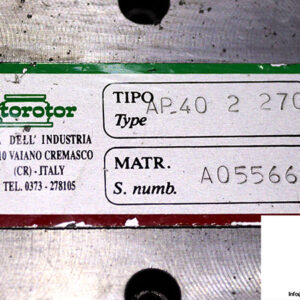 torotor
A DELL' INDUSTRIA
10 VAIANO CREMASCO
(CR) - ITALY
TEL. 0373 - 278105
TIPO AP-40 2 270
Type
MATR. A05566
S. numb.